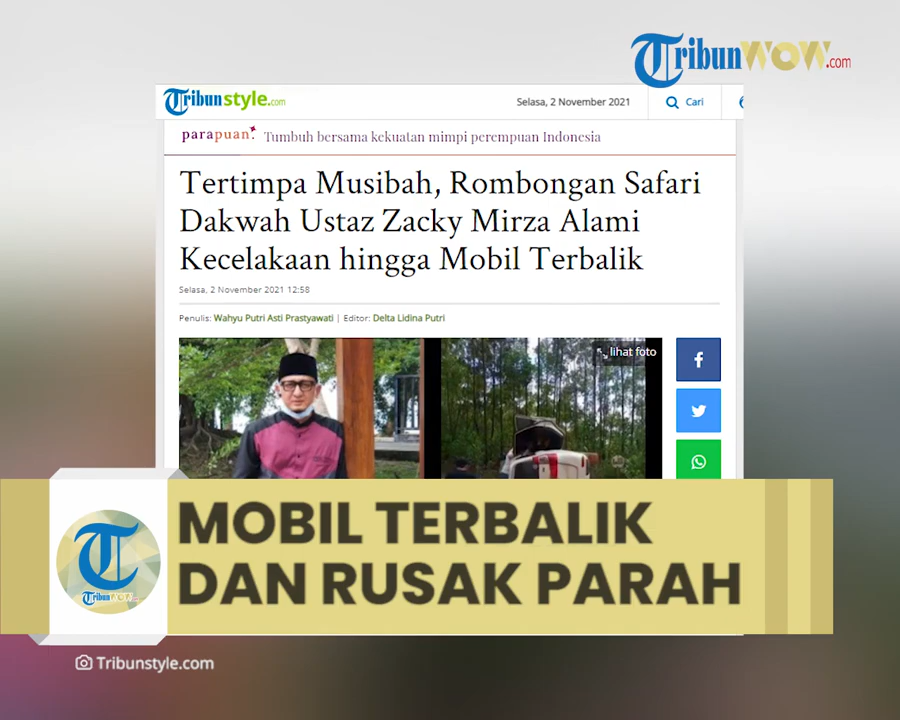 TribunWOW.com
Tribunstyle.com
Selasa, 2 November 2021
Cari
parapuan.
Tumbuh bersama kekuatan mimpi perempuan Indonesia
Tertimpa Musibah, Rombongan Safari
Dakwah Ustaz Zacky Mirza Alami
Kecelakaan hingga Mobil Terbalik
Selasa, 2 November 2021 12:58
Penulis: Wahyu Putri Asti Prastyawati | Editor: Delta Lidina Putri
lihat foto
MOBIL TERBALIK
DAN RUSAK PARAH
T
TribunWOW.com
Tribunstyle.com